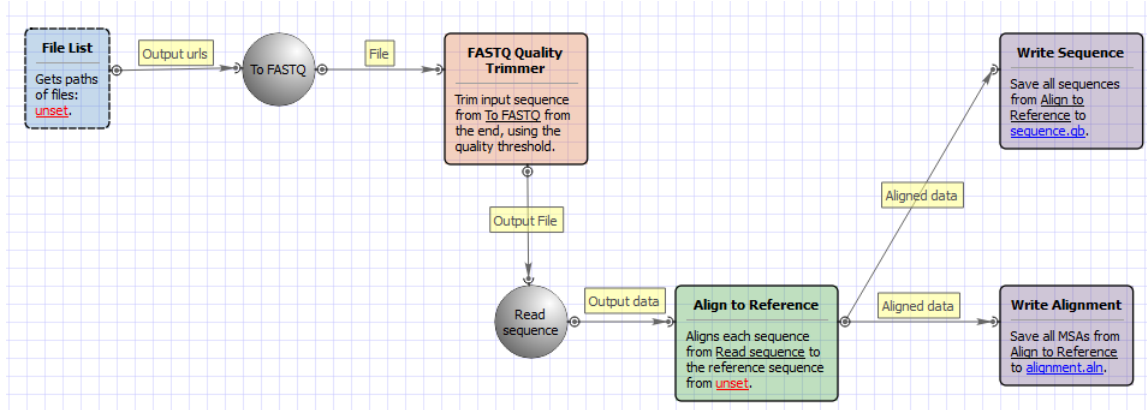 File List
Gets paths
of files:
unset.
Output urls
To FASTQ
File
FASTQ Quality
Trimmer
Trim input sequence
from To FASTQ from
the end, using the
quality threshold.
Output File
Read
sequence
Output data
Align to Reference
Aligns each sequence
from Read sequence to
the reference sequence
from unset.
Aligned data
Write Sequence
Save all sequences
from Align to
Reference to
sequence.gb.
Aligned data
Write Alignment
Save all MSAs from
Align to Reference
to alignment.aln.